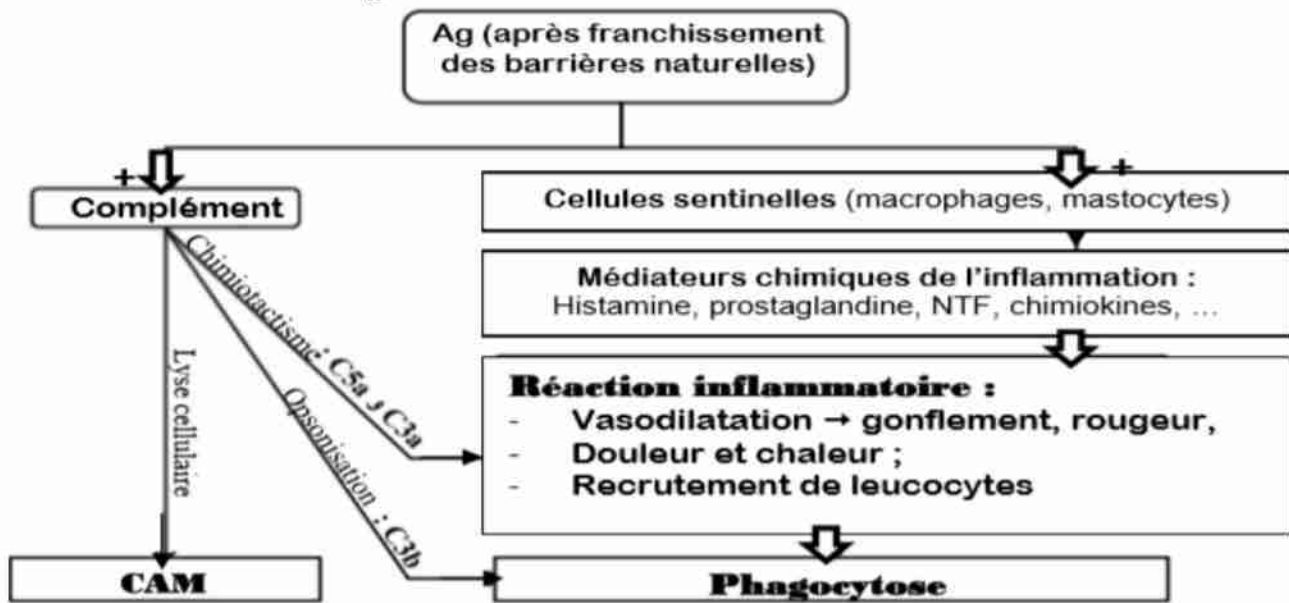 Ag (après franchissement
des barrières naturelles)
+
+
Complément
Cellules sentinelles (macrophages, mastocytes)
Médiateurs chimiques de l'inflammation :
Histamine, prostaglandine, NTF, chimiokines, ...
Chimiotactisme : C5a, C3a
Lyse cellulaire
Opsonisation : C3b
Réaction inflammatoire :
- Vasodilatation → gonflement, rougeur,
- Douleur et chaleur ;
- Recrutement de leucocytes
CAM
Phagocytose